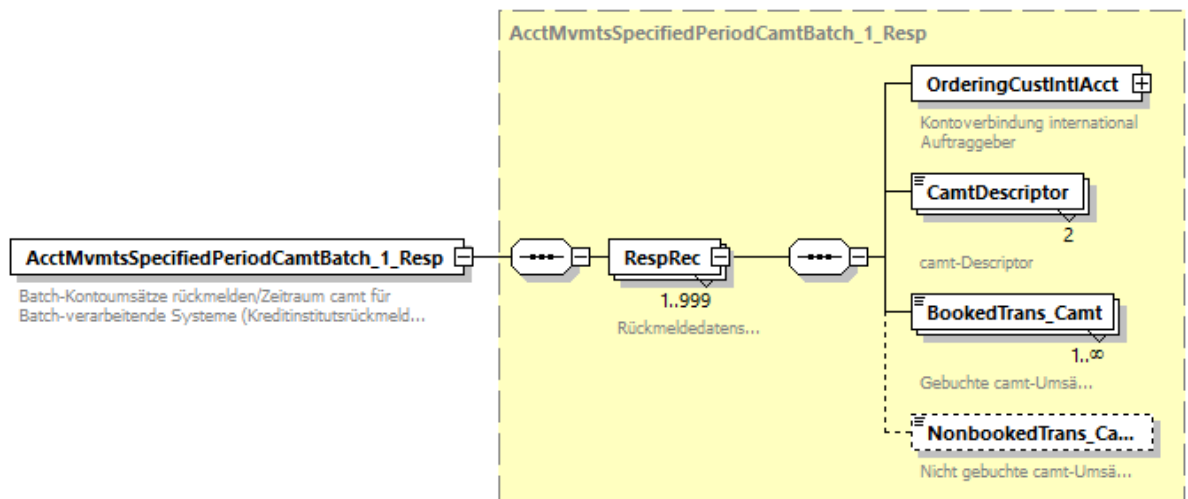 AcctMvmtsSpecifiedPeriodCamtBatch_1_Resp
OrderingCustIntlAcct
Kontoverbindung international
Auftraggeber
CamtDescriptor
2
camt-Descriptor
AcctMvmtsSpecifiedPeriodCamtBatch_1_Resp
Batch-Kontoumsätze rückmelden/Zeitraum camt für
Batch-verarbeitende Systeme (Kreditinstitutsrückmeld...
RespRec
1..999
Rückmeldedatens...
BookedTrans_Camt
1..∞
Gebuchte camt-Umsä...
NonbookedTrans_Ca...
Nicht gebuchte camt-Umsä...